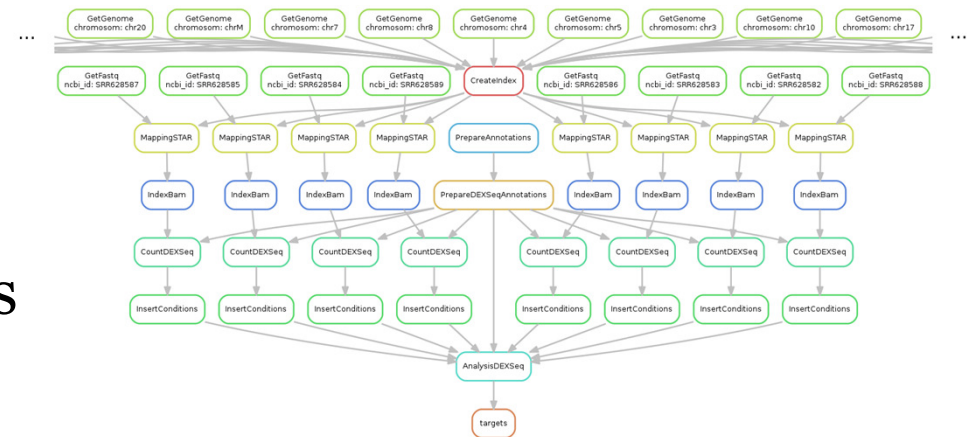 GetGenome
chromosom: chr20
GetGenome
chromosom: chrM
GetGenome
chromosom: chr7
GetGenome
chromosom: chr8
GetGenome
chromosom: chr4
GetGenome
chromosom: chr5
GetGenome
chromosom: chr3
GetGenome
chromosom: chr10
GetGenome
chromosom: chr17
...
...
GetFastq
ncbi_id: SRR628587
GetFastq
ncbi_id: SRR628585
GetFastq
ncbi_id: SRR628584
GetFastq
ncbi_id: SRR628589
CreateIndex
GetFastq
ncbi_id: SRR628586
GetFastq
ncbi_id: SRR628583
GetFastq
ncbi_id: SRR628582
GetFastq
ncbi_id: SRR628588
MappingSTAR
MappingSTAR
MappingSTAR
MappingSTAR
PrepareAnnotations
MappingSTAR
MappingSTAR
MappingSTAR
MappingSTAR
IndexBam
IndexBam
IndexBam
IndexBam
PrepareDEXSeqAnnotations
IndexBam
IndexBam
IndexBam
IndexBam
CountDEXSeq
CountDEXSeq
CountDEXSeq
CountDEXSeq
CountDEXSeq
CountDEXSeq
CountDEXSeq
CountDEXSeq
s
InsertConditions
InsertConditions
InsertConditions
InsertConditions
InsertConditions
InsertConditions
InsertConditions
InsertConditions
AnalysisDEXSeq
targets